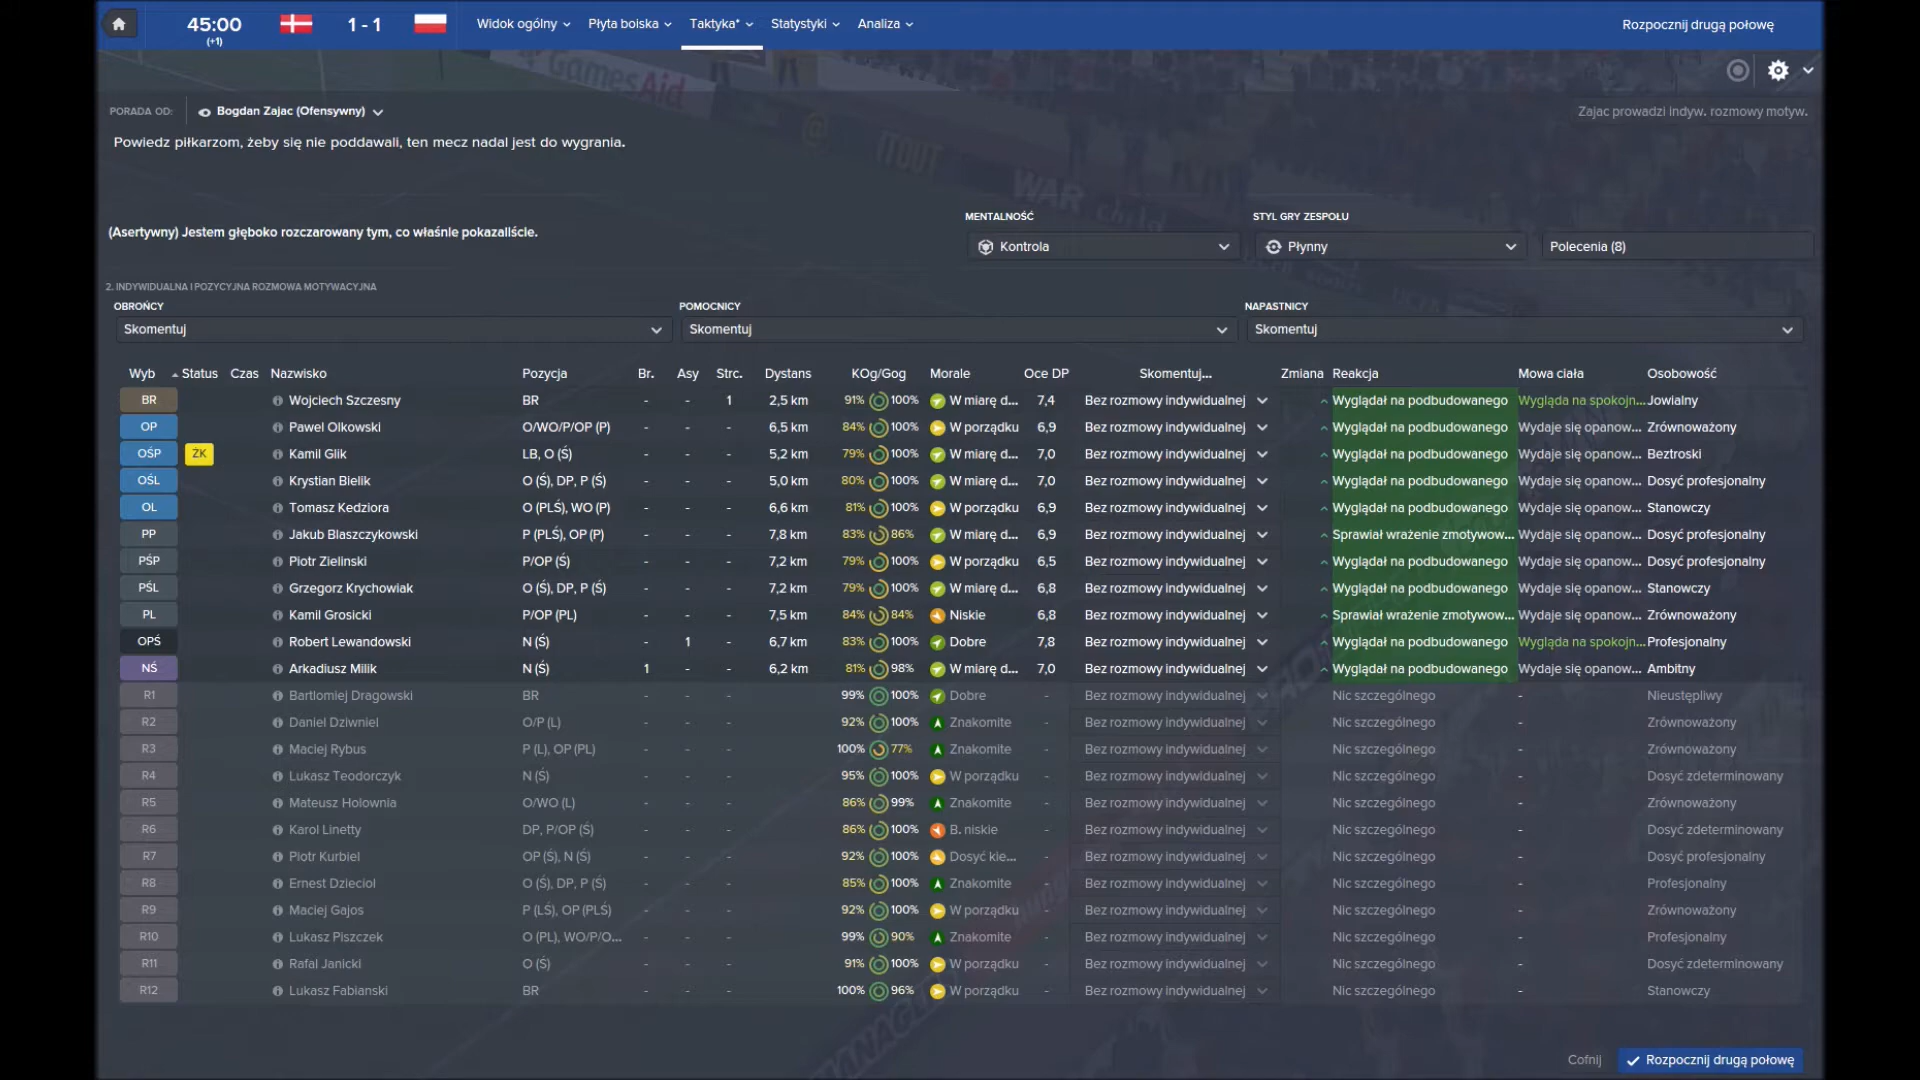 45:00 1 - 1 Widok ogólny Płyta boiska Taktyka* Statystyki Analiza Rozpocznij drugą połowę
(+1)
GamesAid
PORADA OD: Bogdan Zajac (Ofensywny) Zajac prowadzi indyw. rozmowy motyw.
Powiedz piłkarzom, żeby się nie poddawali, ten mecz nadal jest do wygrania.
WAR child
MENTALNOŚĆ STYL GRY ZESPOŁU
(Asertywny) Jestem głęboko rozczarowany tym, co właśnie pokazaliście.
Kontrola Płynny Polecenia (8)
2. INDYWIDUALNA I POZYCYJNA ROZMOWA MOTYWACYJNA
OBROŃCY POMOCNICY NAPASTNICY
Skomentuj Skomentuj Skomentuj
Wyb Status Czas Nazwisko Pozycja Br. Asy Strc. Dystans KOg/Gog Morale Oce DP Skomentuj... Zmiana Reakcja Mowa ciała Osobowość
BR Wojciech Szczesny BR - - 1 2,5 km 91% 100% W miarę d... 7,4 Bez rozmowy indywidualnej Wyglądał na podbudowanego Wygląda na spokojn... Jowialny
OP Pawel Olkowski O/WO/P/OP (P) - - - 6,5 km 84% 100% W porządku 6,9 Bez rozmowy indywidualnej Wyglądał na podbudowanego Wydaje się opanow... Zrównoważony
OŚP ŻK Kamil Glik LB, O (Ś) - - - 5,2 km 79% 100% W miarę d... 7,0 Bez rozmowy indywidualnej Wyglądał na podbudowanego Wydaje się opanow... Beztroski
OŚL Krystian Bielik O (Ś), DP, P (Ś) - - - 5,0 km 80% 100% W miarę d... 7,0 Bez rozmowy indywidualnej Wyglądał na podbudowanego Wydaje się opanow... Dosyć profesjonalny
OL Tomasz Kedziora O (PLŚ), WO (P) - - - 6,6 km 81% 100% W porządku 6,9 Bez rozmowy indywidualnej Wyglądał na podbudowanego Wydaje się opanow... Stanowczy
PP Jakub Blaszczykowski P (PLŚ), OP (P) - - - 7,8 km 83% 86% W miarę d... 6,9 Bez rozmowy indywidualnej Sprawiał wrażenie zmotywow... Wydaje się opanow... Dosyć profesjonalny
PŚP Piotr Zielinski P/OP (Ś) - - - 7,2 km 79% 100% W porządku 6,5 Bez rozmowy indywidualnej Wyglądał na podbudowanego Wydaje się opanow... Dosyć profesjonalny
PŚL Grzegorz Krychowiak O (Ś), DP, P (Ś) - - - 7,2 km 79% 100% W miarę d... 6,8 Bez rozmowy indywidualnej Wyglądał na podbudowanego Wydaje się opanow... Stanowczy
PL Kamil Grosicki P/OP (PL) - - - 7,5 km 84% 84% Niskie 6,8 Bez rozmowy indywidualnej Sprawiał wrażenie zmotywow... Wydaje się opanow... Zrównoważony
OPŚ Robert Lewandowski N (Ś) - 1 - 6,7 km 83% 100% Dobre 7,8 Bez rozmowy indywidualnej Wyglądał na podbudowanego Wygląda na spokojn... Profesjonalny
NŚ Arkadiusz Milik N (Ś) 1 - - 6,2 km 81% 98% W miarę d... 7,0 Bez rozmowy indywidualnej Wyglądał na podbudowanego Wydaje się opanow... Ambitny
R1 Bartlomiej Dragowski BR - - - 99% 100% Dobre - Bez rozmowy indywidualnej Nic szczególnego - Nieustępliwy
R2 Daniel Dziwniel O/P (L) - - - 92% 100% Znakomite - Bez rozmowy indywidualnej Nic szczególnego - Zrównoważony
R3 Maciej Rybus P (L), OP (PL) - - - 100% 77% Znakomite - Bez rozmowy indywidualnej Nic szczególnego - Zrównoważony
R4 Lukasz Teodorczyk N (Ś) - - - 95% 100% W porządku - Bez rozmowy indywidualnej Nic szczególnego - Dosyć zdeterminowany
R5 Mateusz Holownia O/WO (L) - - - 86% 99% Znakomite - Bez rozmowy indywidualnej Nic szczególnego - Zrównoważony
R6 Karol Linetty DP, P/OP (Ś) - - - 86% 100% B. niskie - Bez rozmowy indywidualnej Nic szczególnego - Dosyć zdeterminowany
R7 Piotr Kurbiel OP (Ś), N (Ś) - - - 92% 100% Dosyć kie... - Bez rozmowy indywidualnej Nic szczególnego - Dosyć profesjonalny
R8 Ernest Dzieciol O (Ś), DP, P (Ś) - - - 85% 100% Znakomite - Bez rozmowy indywidualnej Nic szczególnego - Profesjonalny
R9 Maciej Gajos P (LŚ), OP (PLŚ) - - - 92% 100% W porządku - Bez rozmowy indywidualnej Nic szczególnego - Zrównoważony
R10 Lukasz Piszczek O (PL), WO/P/O... - - - 99% 90% Znakomite - Bez rozmowy indywidualnej Nic szczególnego - Profesjonalny
R11 Rafal Janicki O (Ś) - - - 91% 100% W porządku - Bez rozmowy indywidualnej Nic szczególnego - Dosyć zdeterminowany
R12 Lukasz Fabianski BR - - - 100% 96% W porządku - Bez rozmowy indywidualnej Nic szczególnego - Stanowczy
Cofnij Rozpocznij drugą połowę